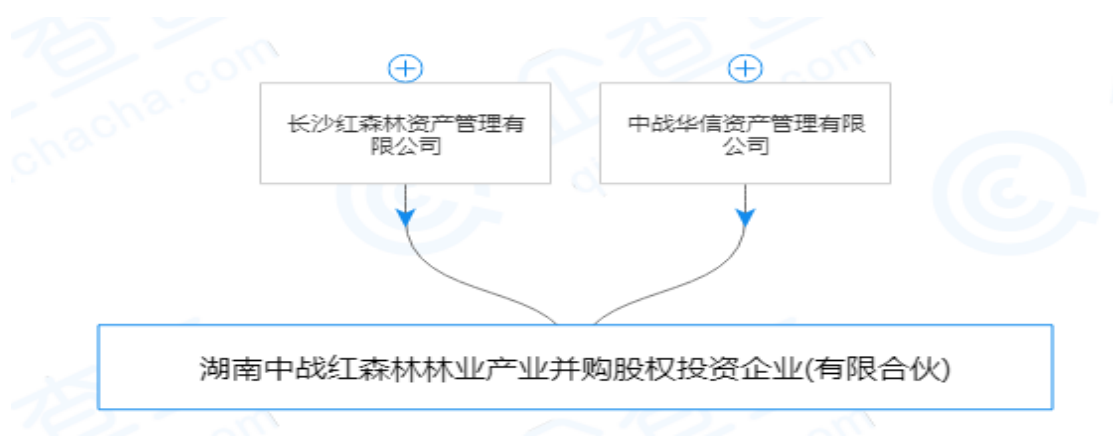 长沙红森林资产管理有
限公司
中战华信资产管理有限
公司
湖南中战红森林林业产业并购股权投资企业(有限合伙)